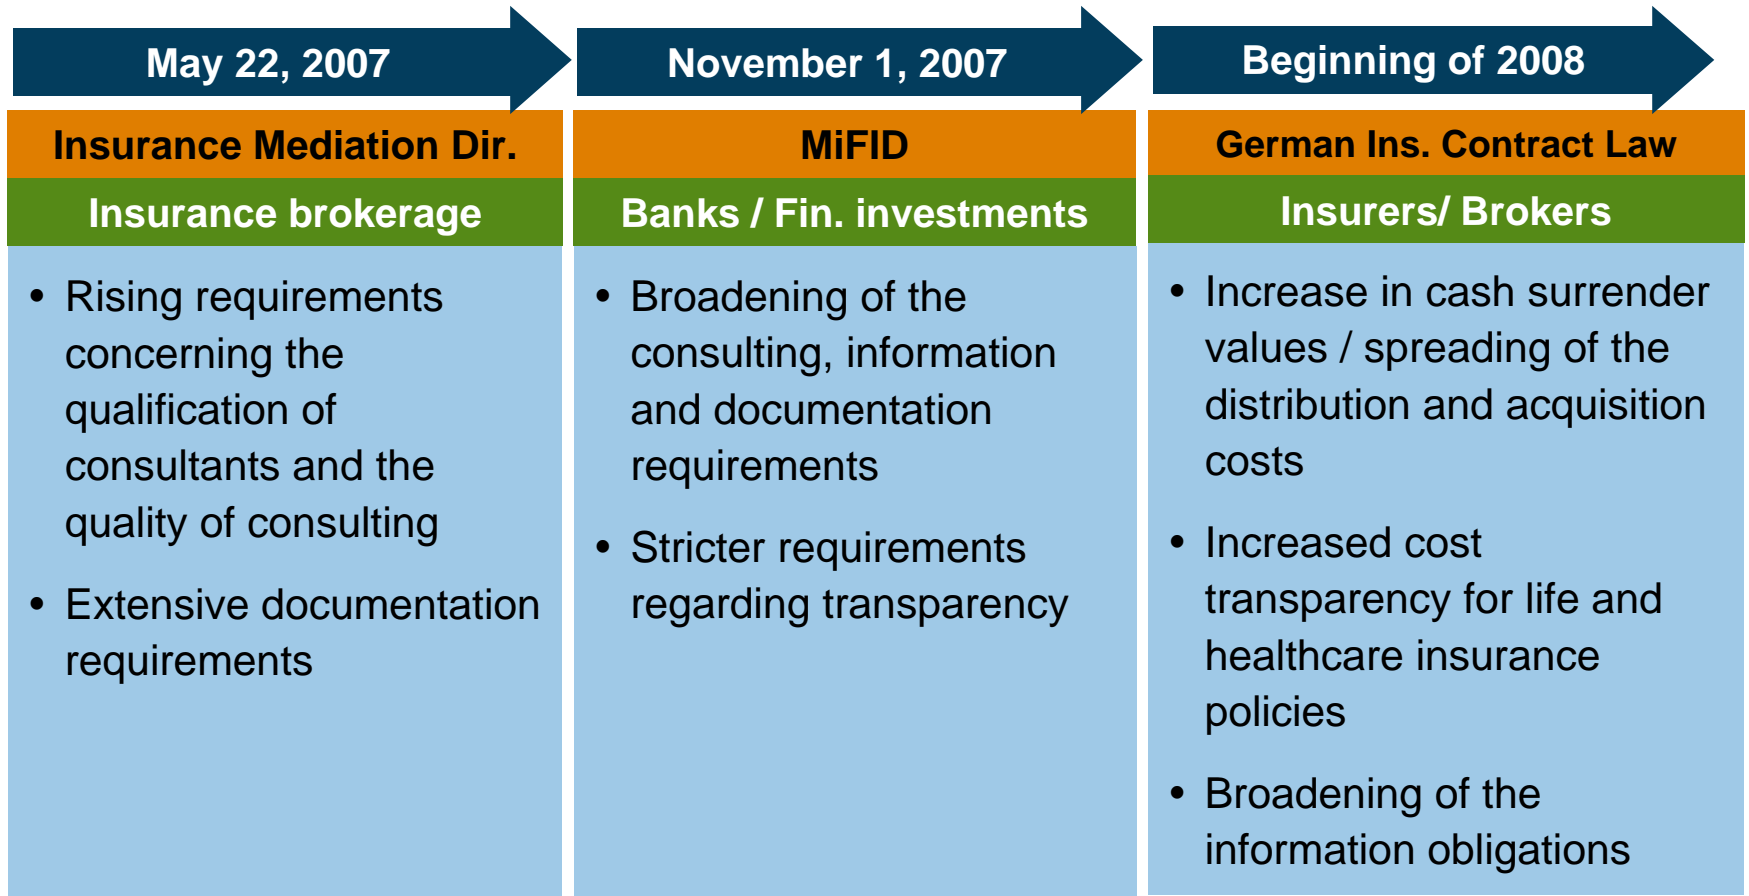 May 22, 2007
Insurance Mediation Dir.
Insurance brokerage
• Rising requirements
concerning the
qualification of
consultants and the
quality of consulting
• Extensive documentation
requirements
November 1, 2007
MiFID
Banks / Fin. investments
• Broadening of the
consulting, information
and documentation
requirements
• Stricter requirements
regarding transparency
Beginning of 2008
German Ins. Contract Law
Insurers/ Brokers
• Increase in cash surrender
values / spreading of the
distribution and acquisition
costs
• Increased cost
transparency for life and
healthcare insurance
policies
• Broadening of the
information obligations